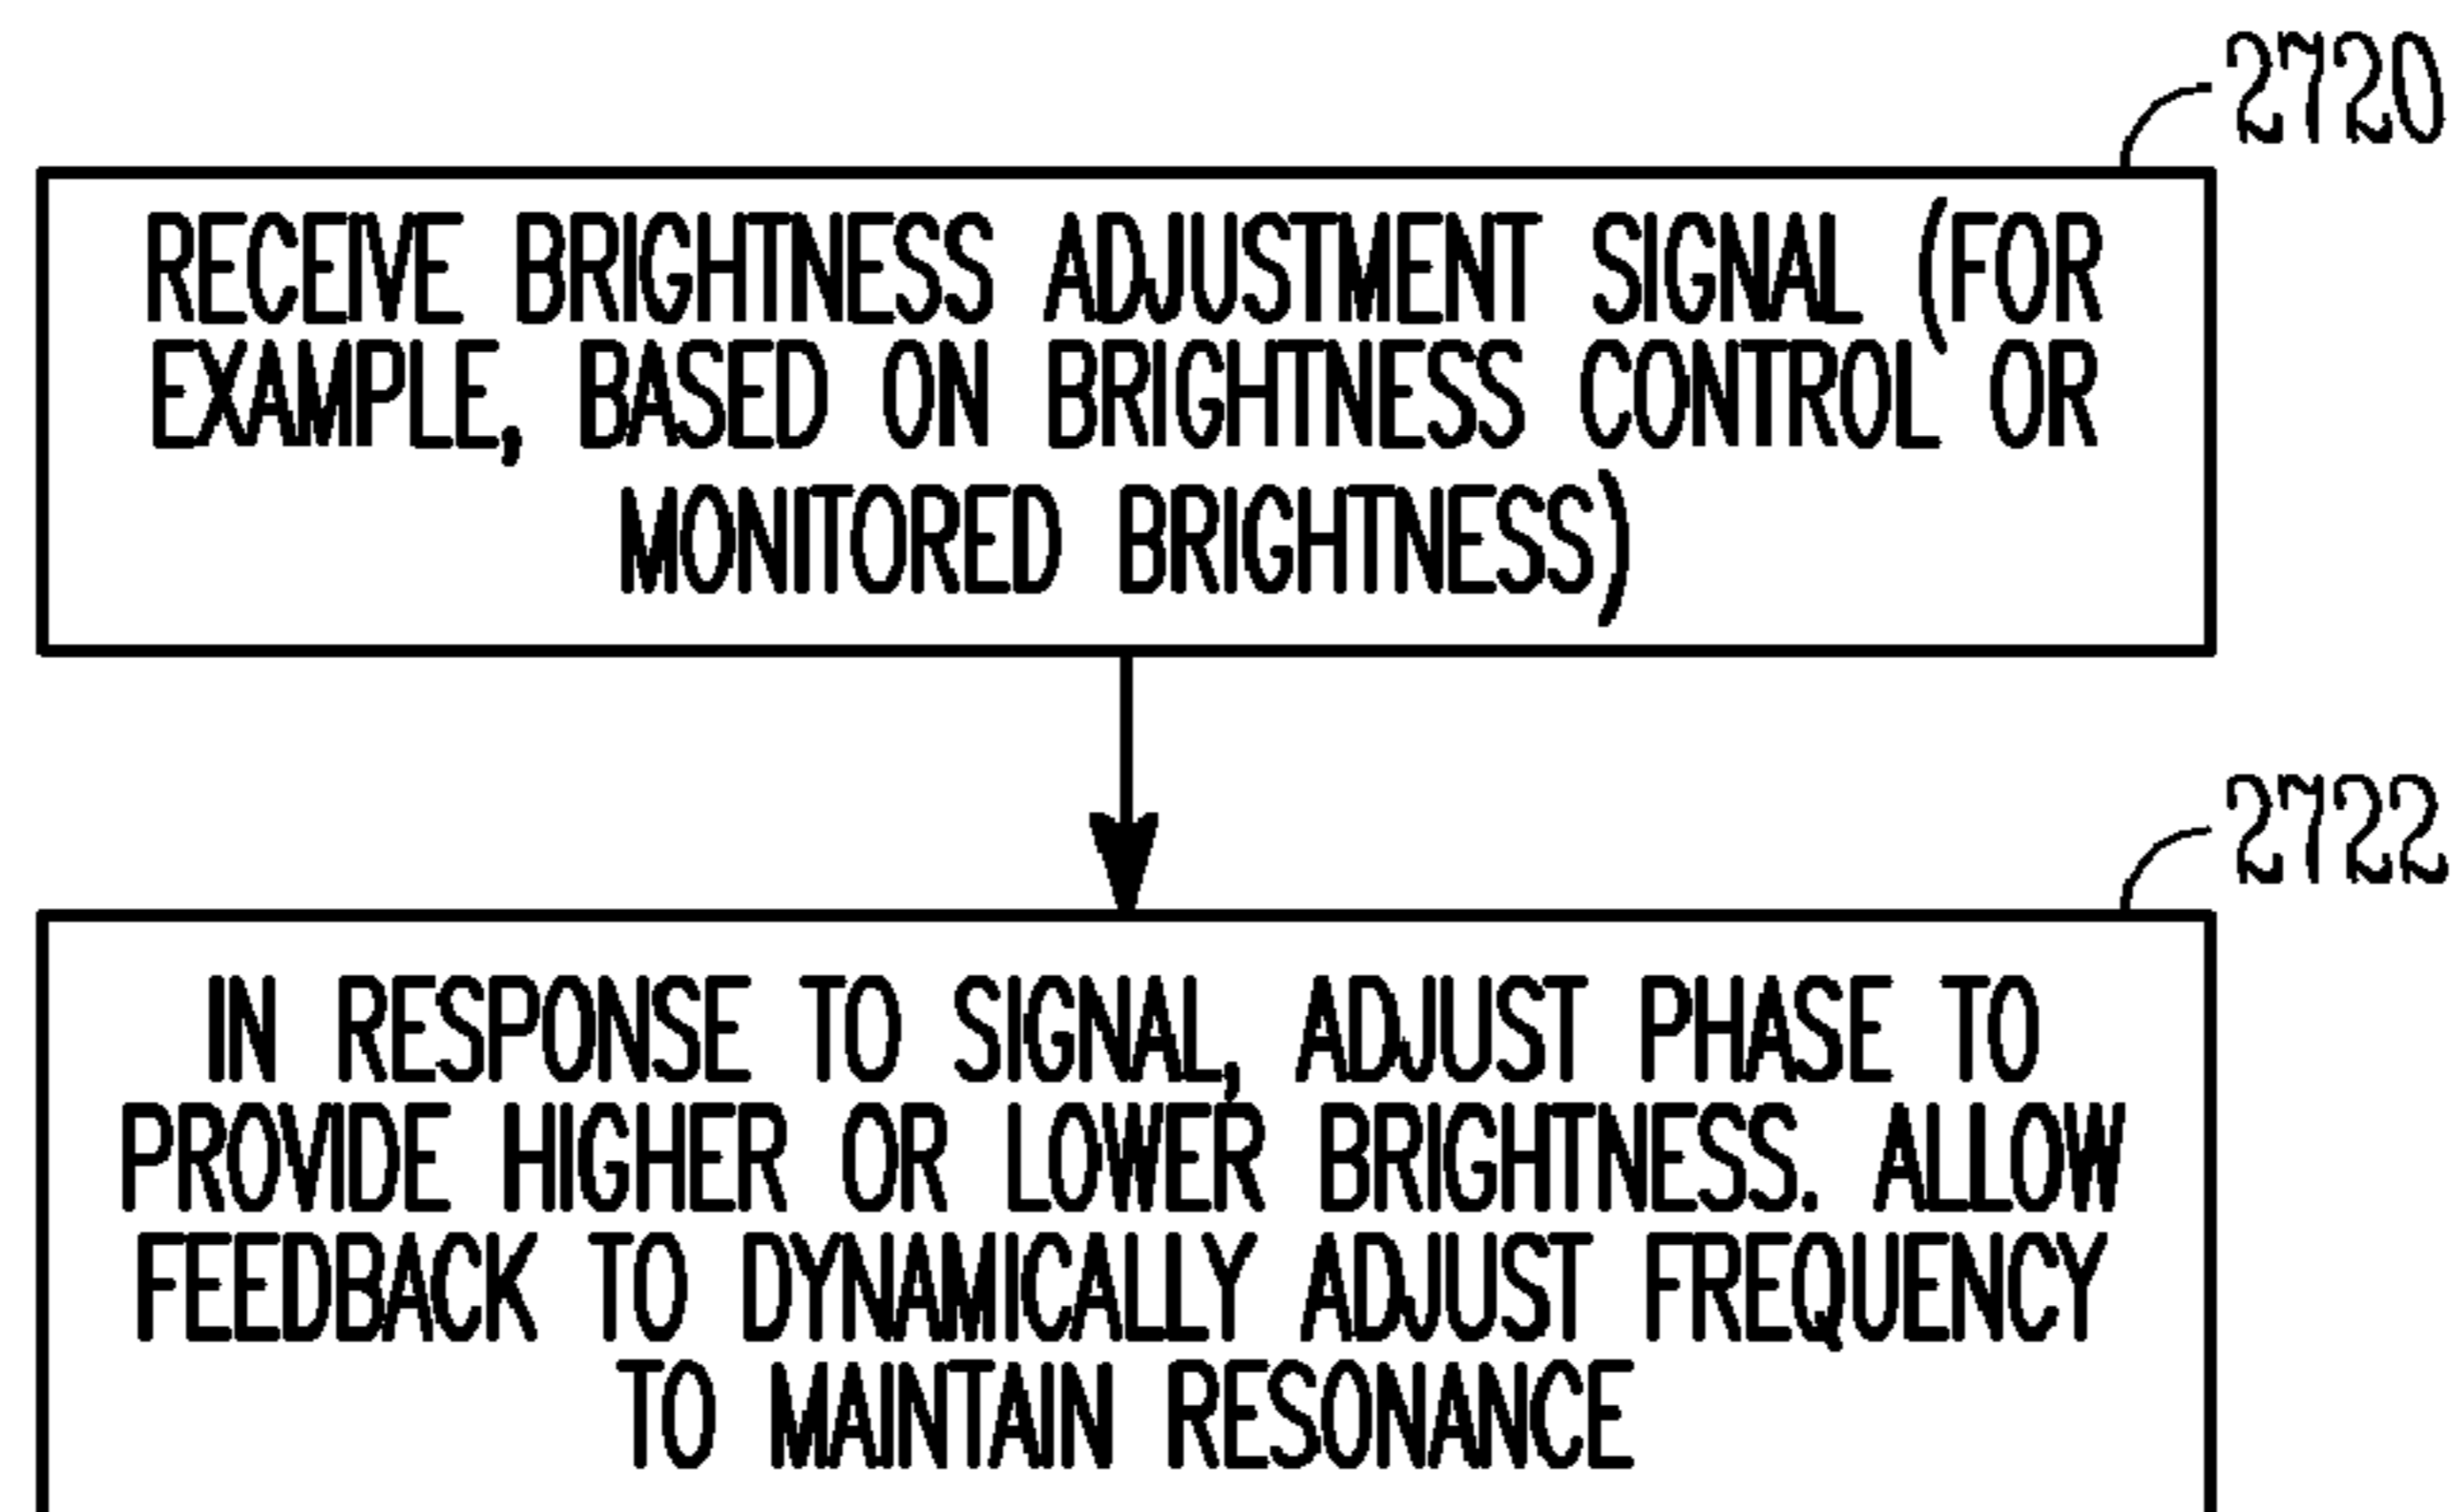 2720
RECEIVE BRIGHTNESS ADJUSTMENT SIGNAL (FOR
EXAMPLE, BASED ON BRIGHTNESS CONTROL OR
MONITORED BRIGHTNESS)
2722
IN RESPONSE TO SIGNAL, ADJUST PHASE TO
PROVIDE HIGHER OR LOWER BRIGHTNESS. ALLOW
FEEDBACK TO DYNAMICALLY ADJUST FREQUENCY
TO MAINTAIN RESONANCE